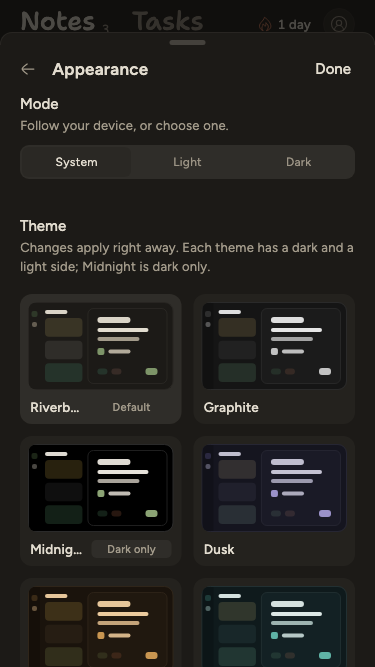 Notes 3 Tasks 1 day
Appearance Done
Mode
Follow your device, or choose one.
System Light Dark
Theme
Changes apply right away. Each theme has a dark and a
light side; Midnight is dark only.
Riverb... Default
Graphite
Midnig... Dark only
Dusk